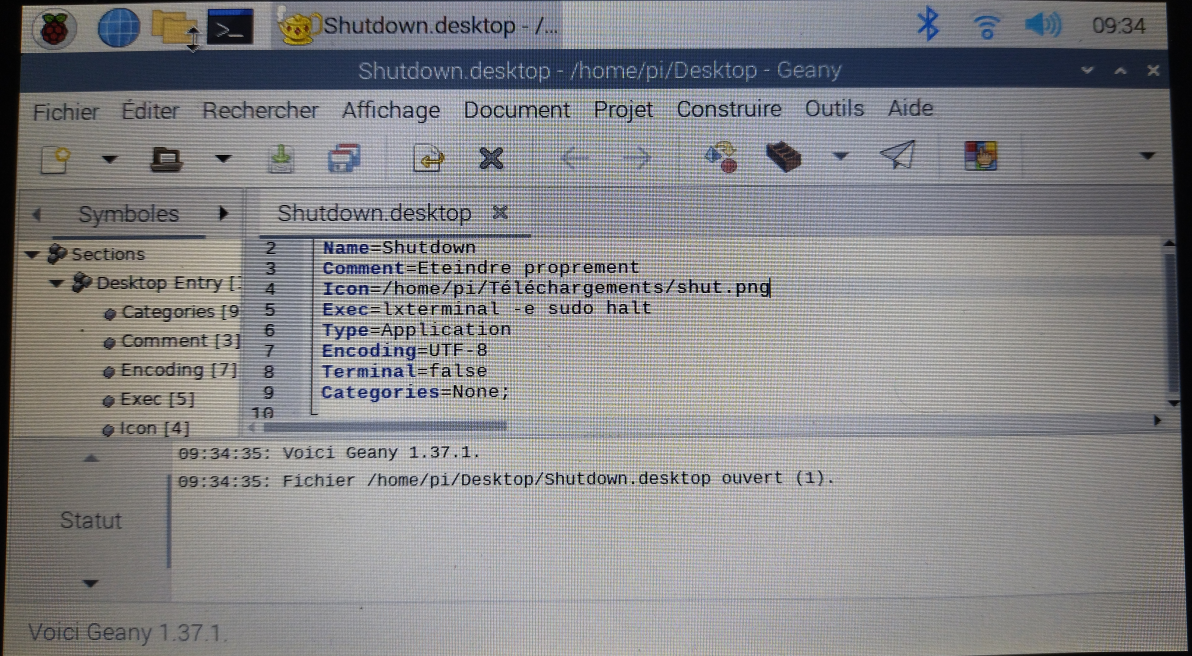 Shutdown.desktop - /...
09:34
Shutdown.desktop - /home/pi/Desktop - Geany
Fichier Éditer Rechercher Affichage Document Projet Construire Outils Aide
Symboles
Shutdown.desktop
Sections
Desktop Entry [
Categories [9
Comment [3]
Encoding [7]
Exec [5]
Icon [4]
2 Name=Shutdown
3 Comment=Eteindre proprement
4 Icon=/home/pi/Téléchargements/shut.png
5 Exec=lxterminal -e sudo halt
6 Type=Application
7 Encoding=UTF-8
8 Terminal=false
9 Categories=None;
10
09:34:35: Voici Geany 1.37.1.
09:34:35: Fichier /home/pi/Desktop/Shutdown.desktop ouvert (1).
Statut
Voici Geany 1.37.1.